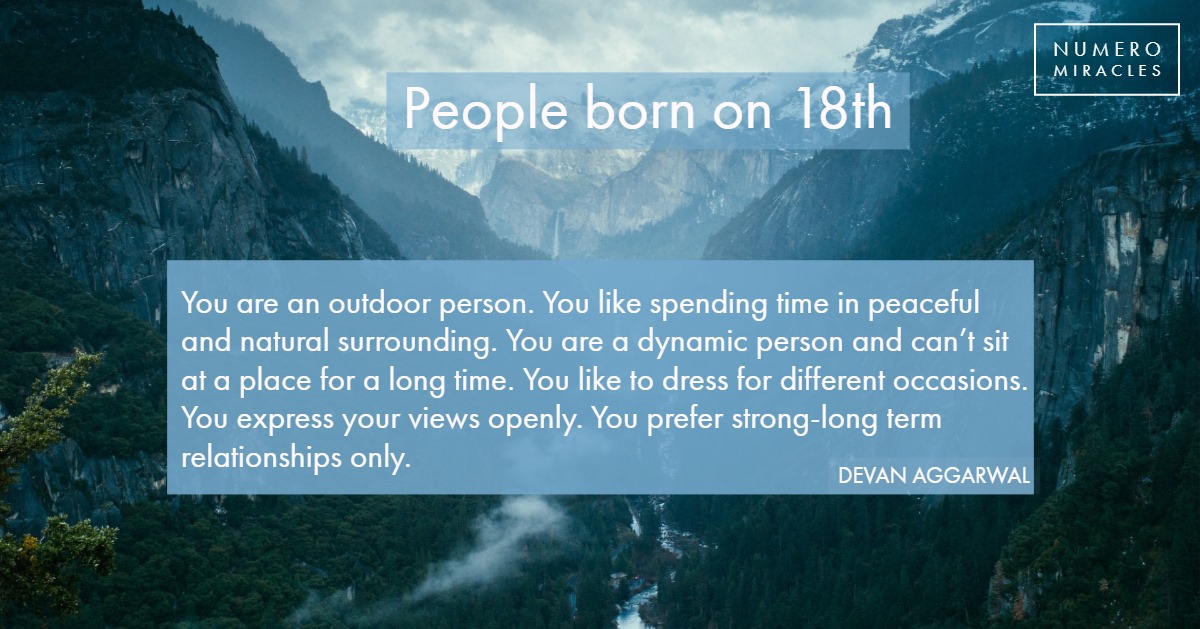 NUMERO
MIRACLES
People born on 18th
You are an outdoor person. You like spending time in peaceful
and natural surrounding. You are a dynamic person and can’t sit
at a place for a long time. You like to dress for different occasions.
You express your views openly. You prefer strong-long term
relationships only.
DEVAN AGGARWAL